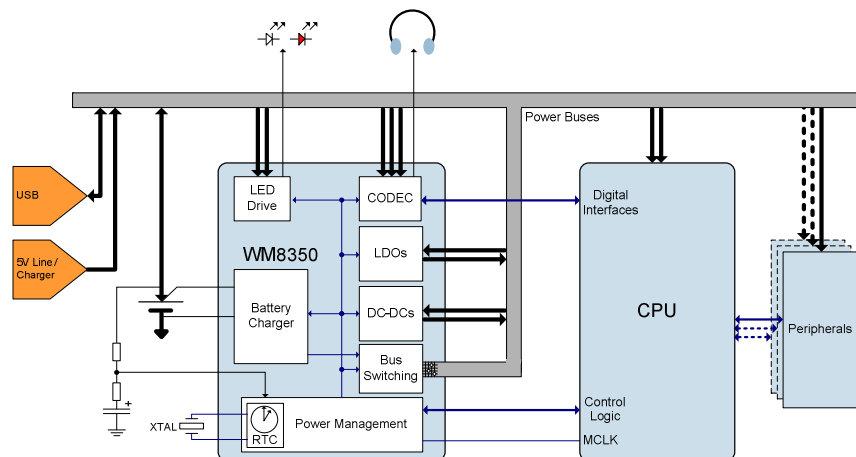 Power Buses
USB
5V Line /
Charger
LED
Drive
CODEC
Digital
Interfaces
WM8350
LDOs
Battery
Charger
DC-DCs
CPU
Peripherals
Bus
Switching
+
Control
Logic
XTAL
RTC
Power Management
MCLK